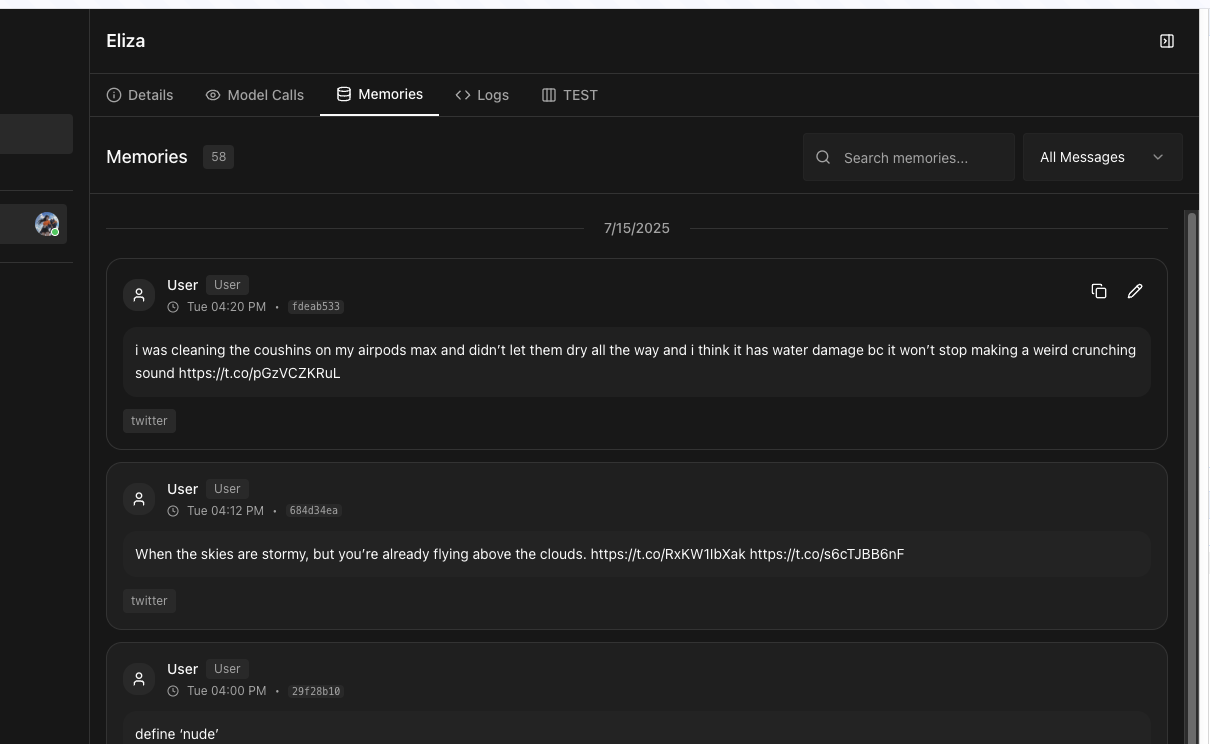 Eliza
Details
Model Calls
Memories
Logs
TEST
Memories
58
Search memories...
All Messages
7/15/2025
User
User
Tue 04:20 PM • fdeab533
i was cleaning the coushins on my airpods max and didn’t let them dry all the way and i think it has water damage bc it won’t stop making a weird crunching
sound https://t.co/pGzVCZKRuL
twitter
User
User
Tue 04:12 PM • 684d34ea
When the skies are stormy, but you’re already flying above the clouds. https://t.co/RxKW1IbXak https://t.co/s6cTJBB6nF
twitter
User
User
Tue 04:00 PM • 29f28b10
define ‘nude’